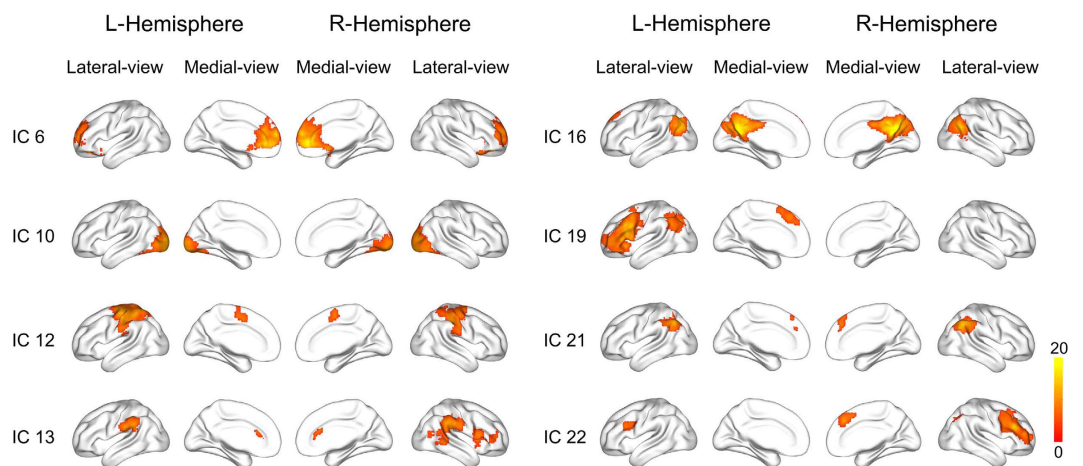 L-Hemisphere R-Hemisphere L-Hemisphere R-Hemisphere
Lateral-view Medial-view Medial-view Lateral-view Lateral-view Medial-view Medial-view Lateral-view
IC 6 IC 16
IC 10 IC 19
IC 12 IC 21
20
IC 13 IC 22
0